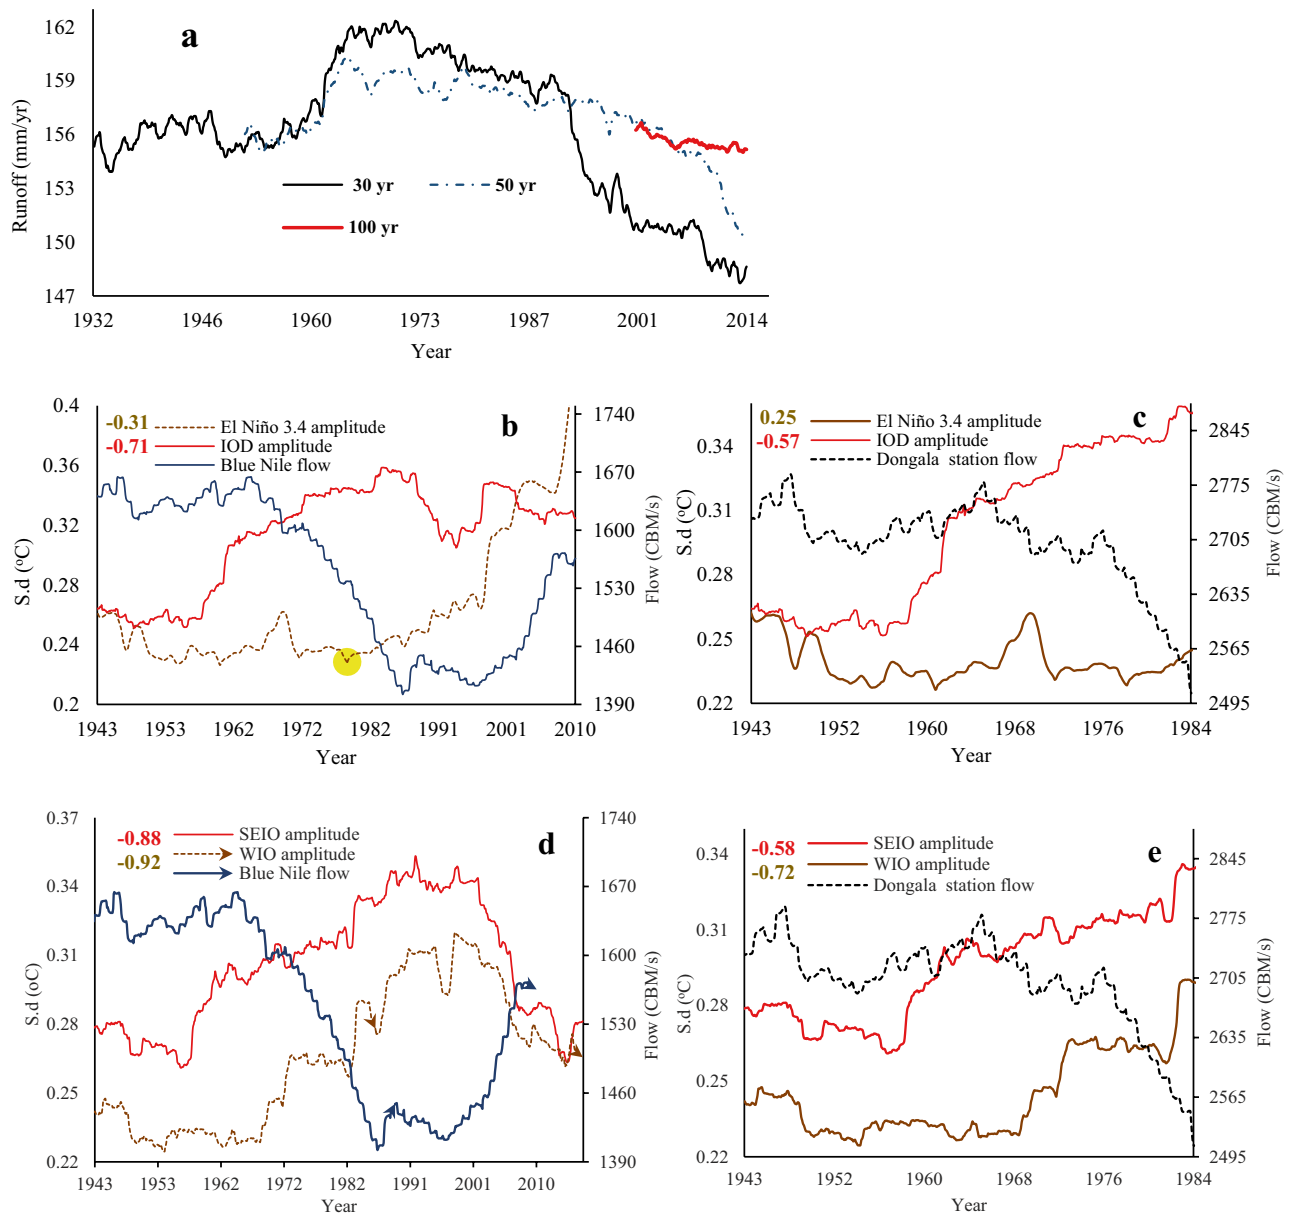 a
Runoff (mm/yr)
162
159
156
153
150
147
30 yr
50 yr
100 yr
1932 1946 1960 1973 1987 2001 2014
Year
b
-0.31 El Niño 3.4 amplitude
-0.71 IOD amplitude
Blue Nile flow
S.d (°C)
0.4
0.36
0.32
0.28
0.24
0.2
Flow (CBM/s)
1740
1670
1600
1530
1460
1390
1943 1953 1962 1972 1982 1991 2001 2010
Year
c
0.25 El Niño 3.4 amplitude
-0.57 IOD amplitude
Dongala station flow
S.d (°C)
0.34
0.31
0.28
0.25
0.22
Flow (CBM/s)
2845
2775
2705
2635
2565
2495
1943 1952 1960 1968 1976 1984
Year
d
-0.88 SEIO amplitude
-0.92 WIO amplitude
Blue Nile flow
S.d (oC)
0.37
0.34
0.31
0.28
0.25
0.22
Flow (CBM/s)
1740
1670
1600
1530
1460
1390
1943 1953 1962 1972 1982 1991 2001 2010
Year
e
-0.58 SEIO amplitude
-0.72 WIO amplitude
Dongala station flow
S.d (°C)
0.34
0.31
0.28
0.25
0.22
Flow (CBM/s)
2845
2775
2705
2635
2565
2495
1943 1952 1960 1968 1976 1984
Year